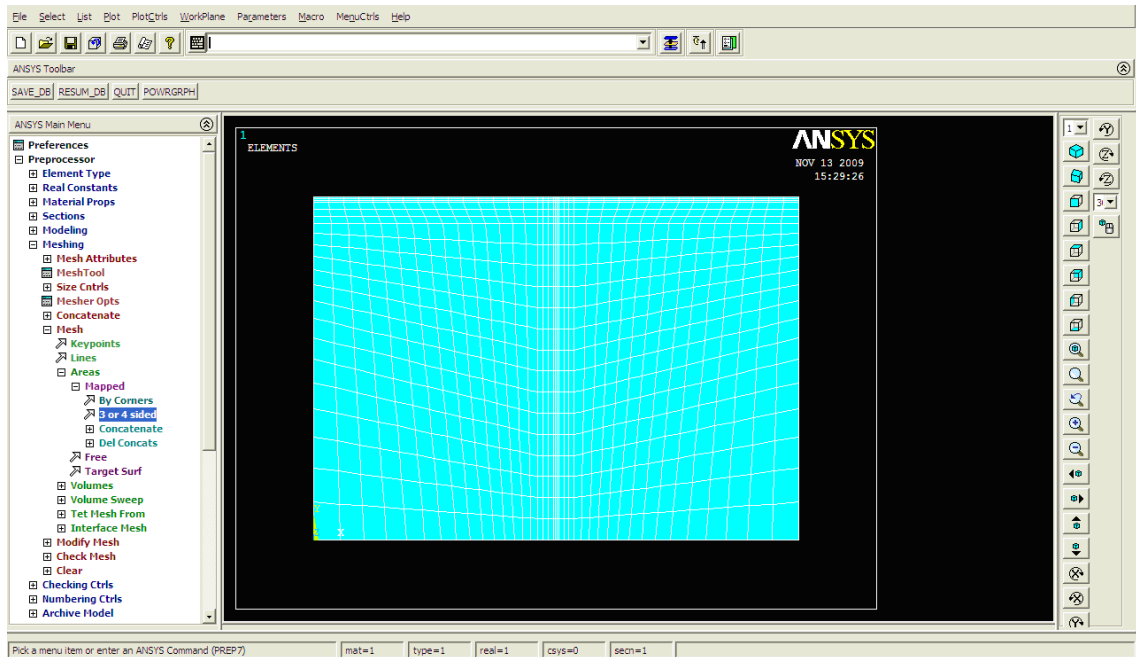 File Select List Plot PlotCtrls WorkPlane Parameters Macro MenuCtrls Help
ANSYS Toolbar
SAVE_DB RESUM_DB QUIT POWRGRPH
ANSYS Main Menu
Preferences
Preprocessor
Element Type
Real Constants
Material Props
Sections
Modeling
Meshing
Mesh Attributes
MeshTool
Size Cntrls
Mesher Opts
Concatenate
Mesh
Keypoints
Lines
Areas
Mapped
By Corners
3 or 4 sided
Concatenate
Del Concats
Free
Target Surf
Volumes
Volume Sweep
Tet Mesh From
Interface Mesh
Modify Mesh
Check Mesh
Clear
Checking Ctrls
Numbering Ctrls
Archive Model
1
ELEMENTS
ANSYS
NOV 13 2009
15:29:26
Y
Z X
1
Pick a menu item or enter an ANSYS Command (PREP7) mat=1 type=1 real=1 csys=0 secn=1